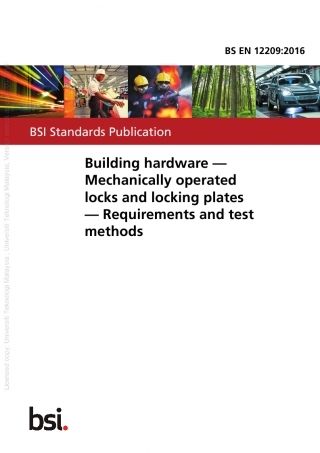 BS EN 12209:2016
BSI Standards Publication
Building hardware —
Mechanically operated
locks and locking plates
— Requirements and test
methods
bsi.
Licensed copy: Universiti Teknologi Malaysia, Universiti Teknologi Malaysia, Version